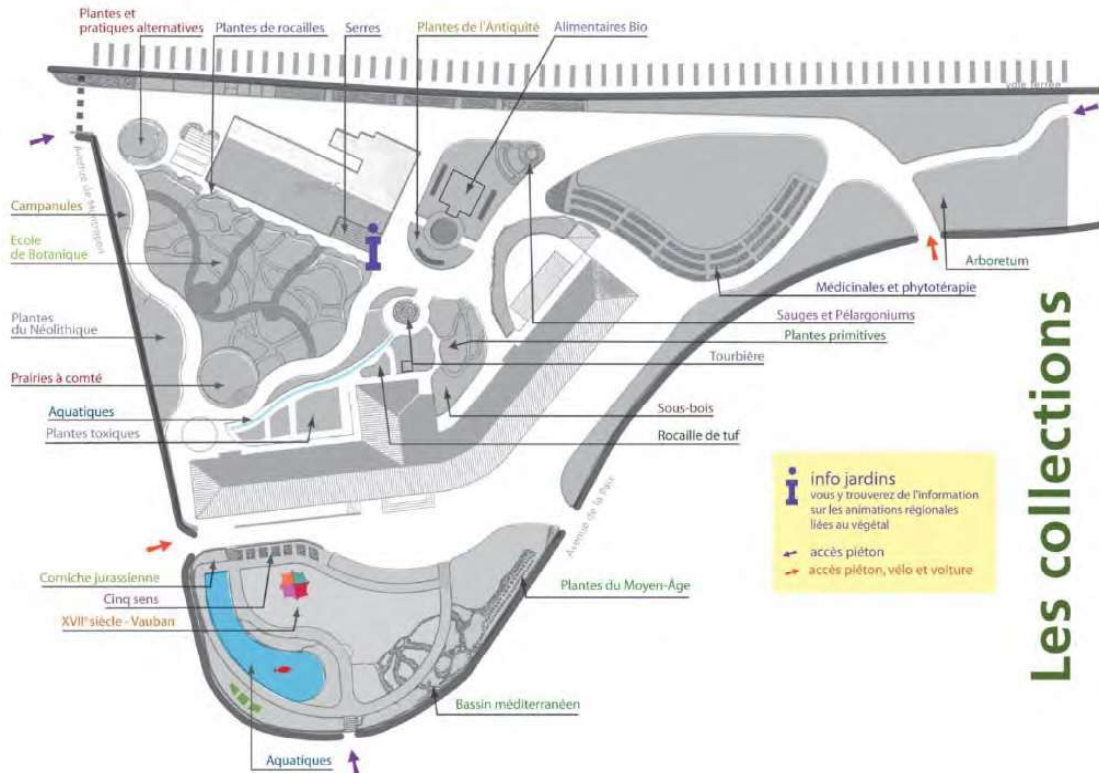 Plantes et
pratiques alternatives
Plantes de rocailles
Serres
Plantes de l'Antiquité
Alimentaires Bio
voie ferrée
Avenue de Montrapon
Campanules
Ecole
de Botanique
Plantes
du Néolithique
Prairies à comté
Aquatiques
Plantes toxiques
Arboretum
Médicinales et phytotérapie
Sauges et Pélargoniums
Plantes primitives
Tourbière
Sous-bois
Rocaille de tuf
Avenue de la Paix
i
i info jardins
vous y trouverez de l'information
sur les animations régionales
liées au végétal
accès piéton
accès piéton, vélo et voiture
Corniche jurassienne
Cinq sens
XVIIe siècle - Vauban
Plantes du Moyen-Âge
Bassin méditerranéen
Aquatiques
Les collections